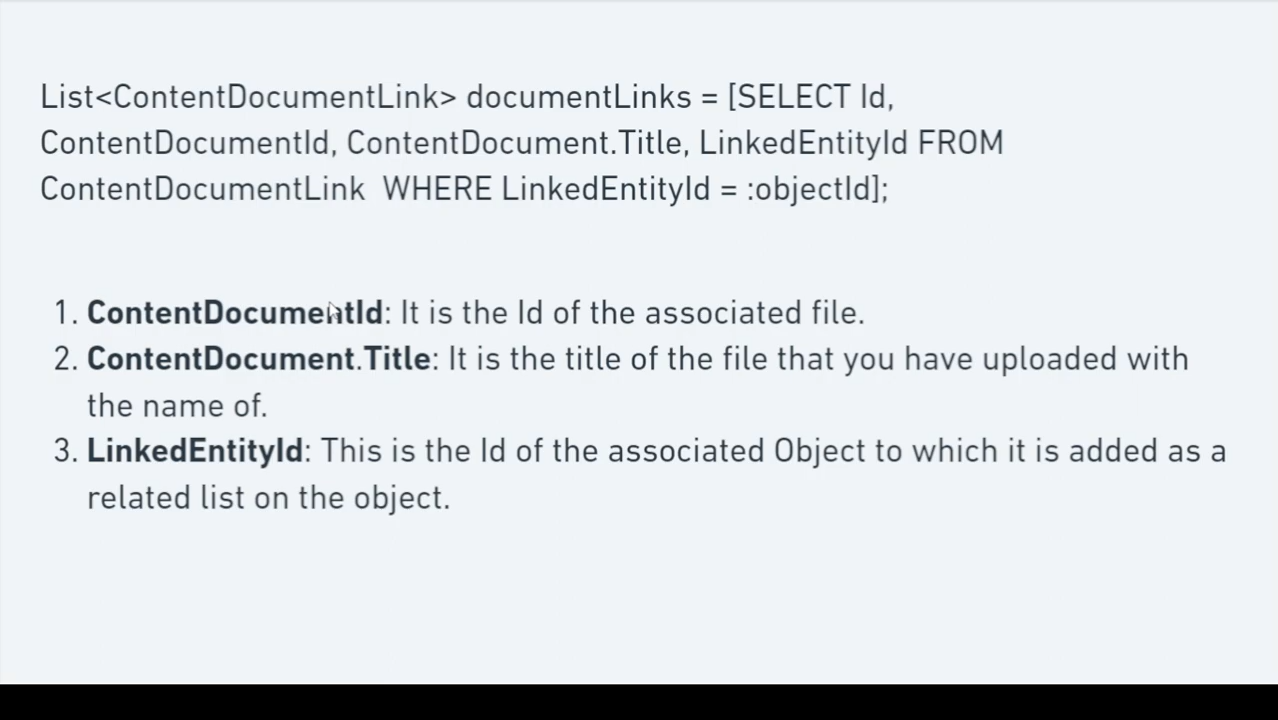 List<ContentDocumentLink> documentLinks = [SELECT Id,
ContentDocumentId, ContentDocument.Title, LinkedEntityId FROM
ContentDocumentLink  WHERE LinkedEntityId = :objectId];
1. ContentDocumentId: It is the Id of the associated file.
2. ContentDocument.Title: It is the title of the file that you have uploaded with
the name of.
3. LinkedEntityId: This is the Id of the associated Object to which it is added as a
related list on the object.